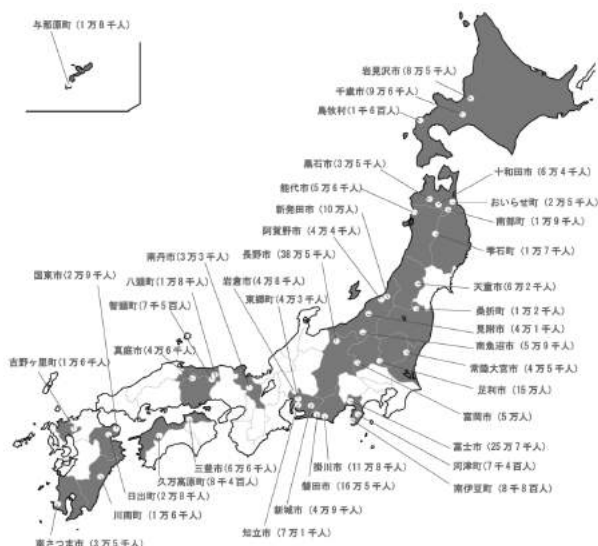 与那原町（１万８千人）
岩見沢市（８万５千人）
千歳市（９万６千人）
島牧村（１千６百人）
黒石市（３万５千人）
十和田市（６万４千人）
能代市（５万６千人）
おいらせ町（２万５千人）
新発田市（１０万人）
南部町（１万９千人）
阿賀野市（４万４千人）
雫石町（１万７千人）
南丹市（３万３千人）
長野市（３８万５千人）
国東市（２万９千人）
岩倉市（４万８千人）
天童市（６万２千人）
八頭町（１万８千人）
東郷町（４万３千人）
智頭町（７千５百人）
桑折町（１万２千人）
見附市（４万１千人）
真庭市（４万６千人）
南魚沼市（５万９千人）
吉野ヶ里町（１万６千人）
常陸大宮市（４万５千人）
足利市（１５万人）
富岡市（５万人）
三豊市（６万６千人）
掛川市（１１万８千人）
富士市（２５万７千人）
久万高原町（８千４百人）
磐田市（１６万５千人）
河津町（７千４百人）
日出町（２万８千人）
新城市（４万９千人）
南伊豆町（８千８百人）
川南町（１万６千人）
知立市（７万１千人）
南さつま市（３万５千人）